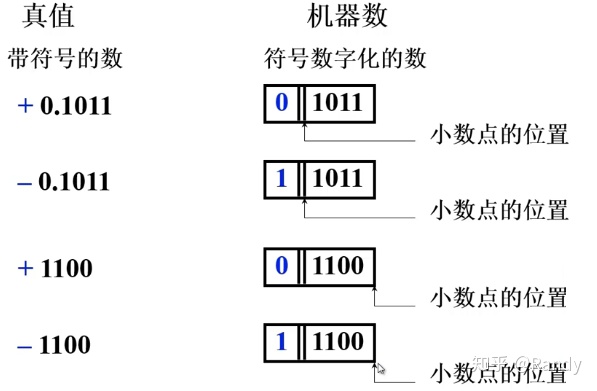 真值 机器数
带符号的数 符号数字化的数
+ 0.1011 0 1011
小数点的位置
– 0.1011 1 1011
小数点的位置
+ 1100 0 1100
小数点的位置
– 1100 1 1100
小数点的位置
知乎 @Randy